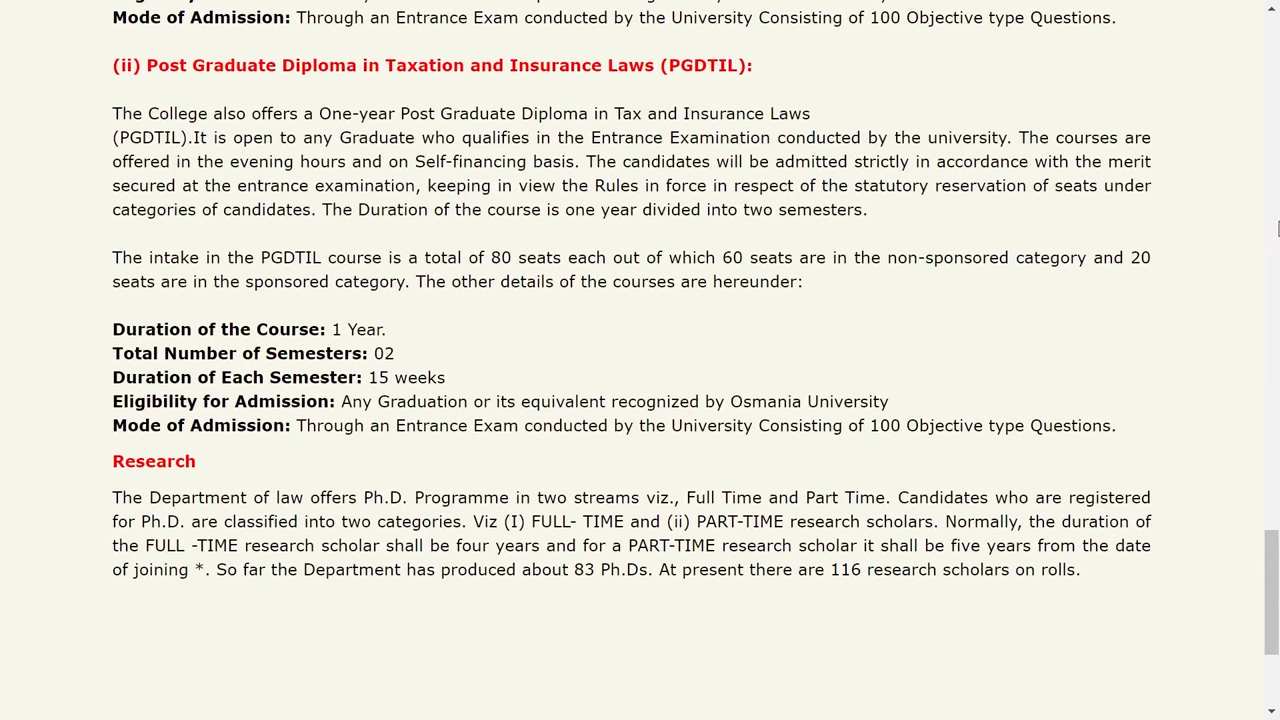 Mode of Admission: Through an Entrance Exam conducted by the University Consisting of 100 Objective type Questions.
(ii) Post Graduate Diploma in Taxation and Insurance Laws (PGDTIL):
The College also offers a One-year Post Graduate Diploma in Tax and Insurance Laws
(PGDTIL).It is open to any Graduate who qualifies in the Entrance Examination conducted by the university. The courses are
offered in the evening hours and on Self-financing basis. The candidates will be admitted strictly in accordance with the merit
secured at the entrance examination, keeping in view the Rules in force in respect of the statutory reservation of seats under
categories of candidates. The Duration of the course is one year divided into two semesters.
The intake in the PGDTIL course is a total of 80 seats each out of which 60 seats are in the non-sponsored category and 20
seats are in the sponsored category. The other details of the courses are hereunder:
Duration of the Course: 1 Year.
Total Number of Semesters: 02
Duration of Each Semester: 15 weeks
Eligibility for Admission: Any Graduation or its equivalent recognized by Osmania University
Mode of Admission: Through an Entrance Exam conducted by the University Consisting of 100 Objective type Questions.
Research
The Department of law offers Ph.D. Programme in two streams viz., Full Time and Part Time. Candidates who are registered
for Ph.D. are classified into two categories. Viz (I) FULL- TIME and (ii) PART-TIME research scholars. Normally, the duration of
the FULL -TIME research scholar shall be four years and for a PART-TIME research scholar it shall be five years from the date
of joining *. So far the Department has produced about 83 Ph.Ds. At present there are 116 research scholars on rolls.